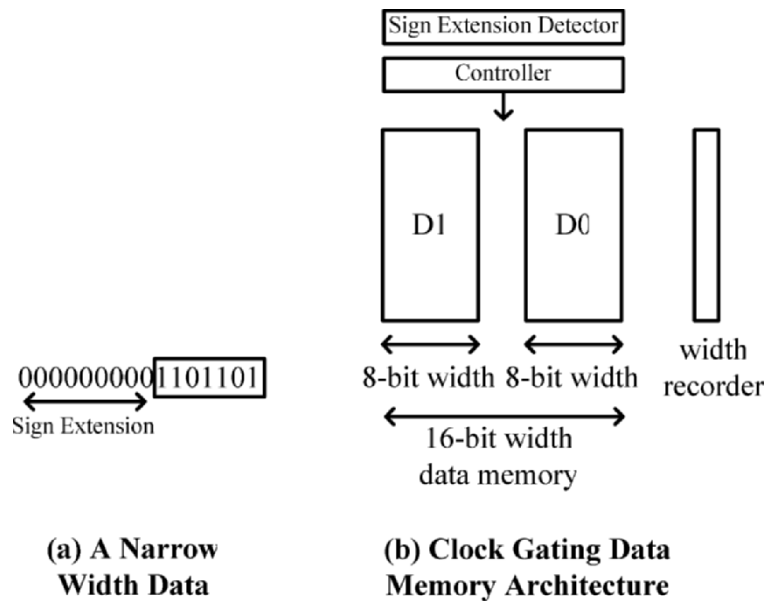 Sign Extension Detector
Controller
D1
D0
0000000001101101
Sign Extension
8-bit width
8-bit width
width
recorder
16-bit width
data memory
(a) A Narrow
Width Data
(b) Clock Gating Data
Memory Architecture